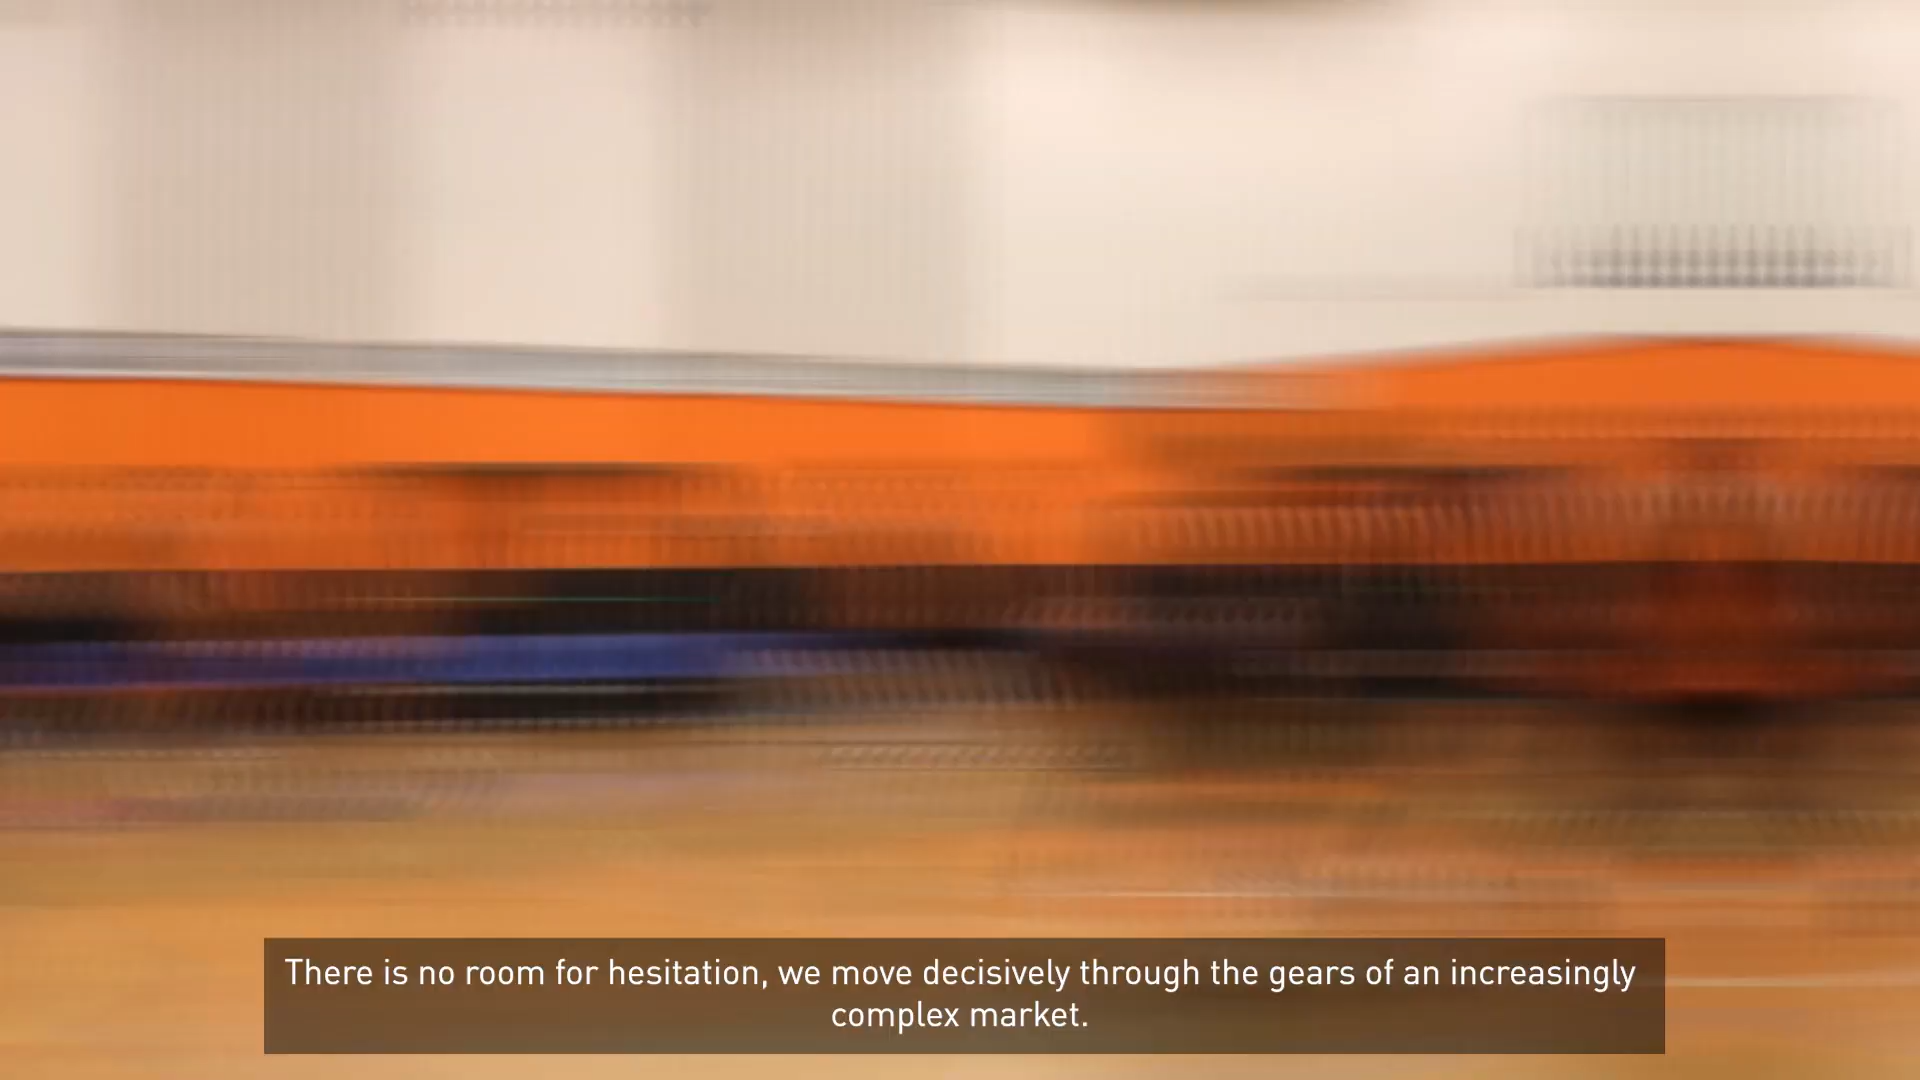 There is no room for hesitation, we move decisively through the gears of an increasingly
complex market.